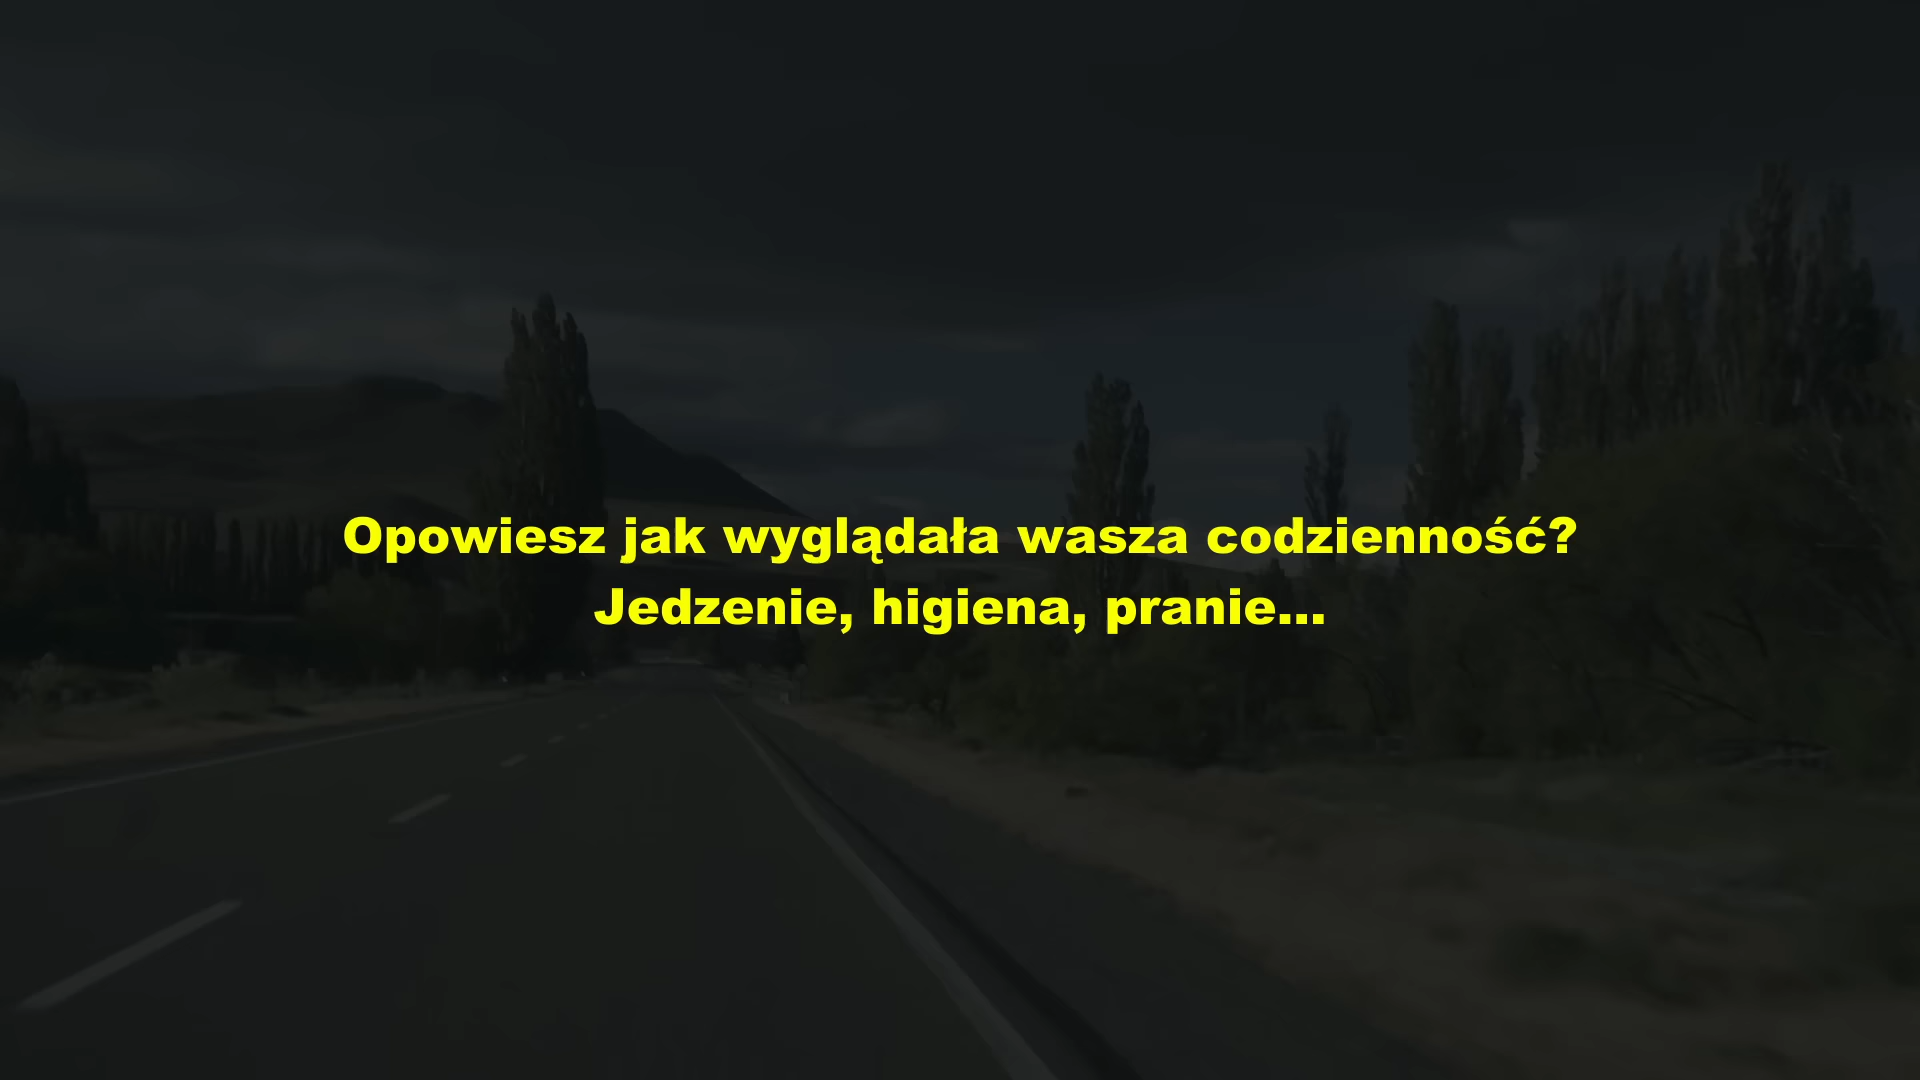 Opowiesz jak wyglądała wasza codzienność?
Jedzenie, higiena, pranie...